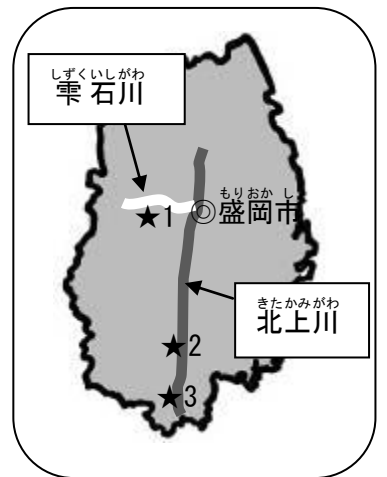 しずくいしがわ
雫石川
もりおか し
◎盛岡市
★1
きたかみがわ
北上川
★2
★3